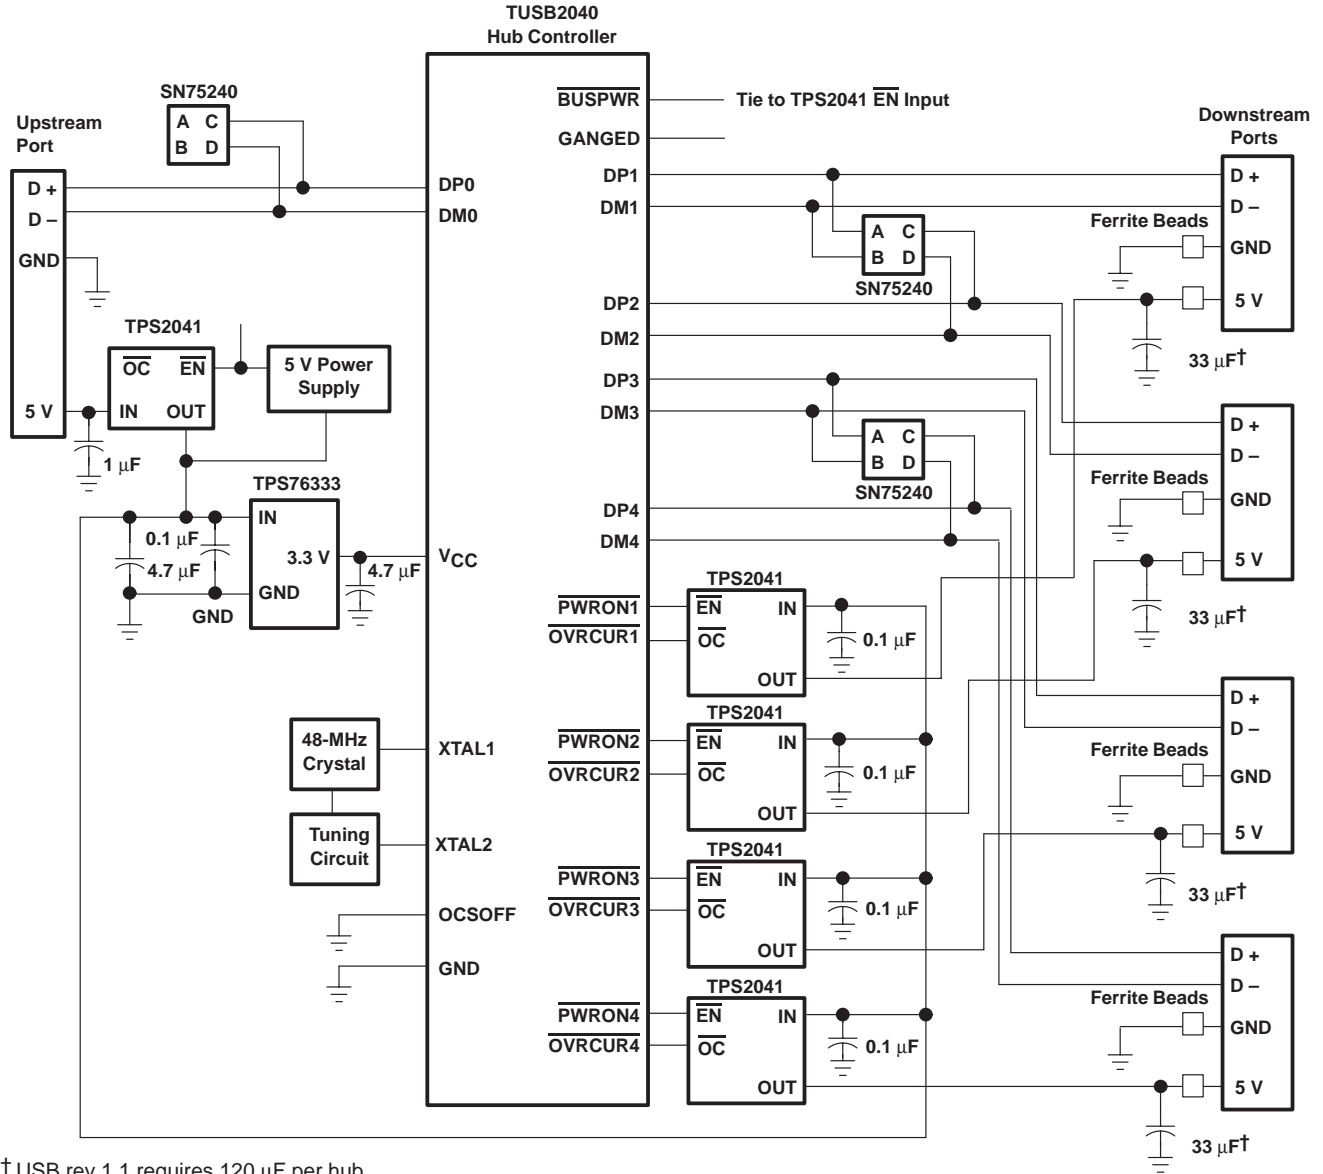 TUSB2040
Hub Controller
SN75240
A C
B D
Upstream
Port
D +
D –
GND
5 V
DP0
DM0
BUSPWR
Tie to TPS2041 EN Input
GANGED
DP1
DM1
A C
B D
SN75240
DP2
DM2
DP3
DM3
A C
B D
SN75240
DP4
DM4
Downstream
Ports
D +
D –
Ferrite Beads
GND
5 V
33 µF†
D +
D –
Ferrite Beads
GND
5 V
33 µF†
D +
D –
Ferrite Beads
GND
5 V
33 µF†
D +
D –
Ferrite Beads
GND
5 V
33 µF†
TPS2041
OC EN
IN OUT
5 V Power
Supply
1 µF
TPS76333
IN
3.3 V
GND
0.1 µF
4.7 µF
GND
4.7 µF
VCC
TPS2041
PWRON1
EN IN
OVRCUR1
OC
0.1 µF
OUT
TPS2041
PWRON2
EN IN
OVRCUR2
OC
0.1 µF
OUT
TPS2041
PWRON3
EN IN
OVRCUR3
OC
0.1 µF
OUT
TPS2041
PWRON4
EN IN
OVRCUR4
OC
0.1 µF
OUT
48-MHz
Crystal
XTAL1
Tuning
Circuit
XTAL2
OCSOFF
GND
† USB rev 1.1 requires 120 µF per hub.